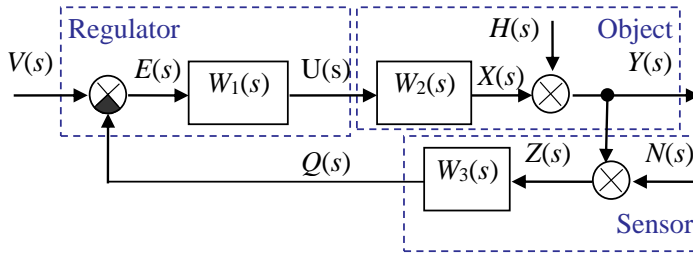 Regulator
H(s)
Object
V(s)
E(s)
W1(s)
U(s)
W2(s)
X(s)
Y(s)
Q(s)
W3(s)
Z(s)
N(s)
Sensor